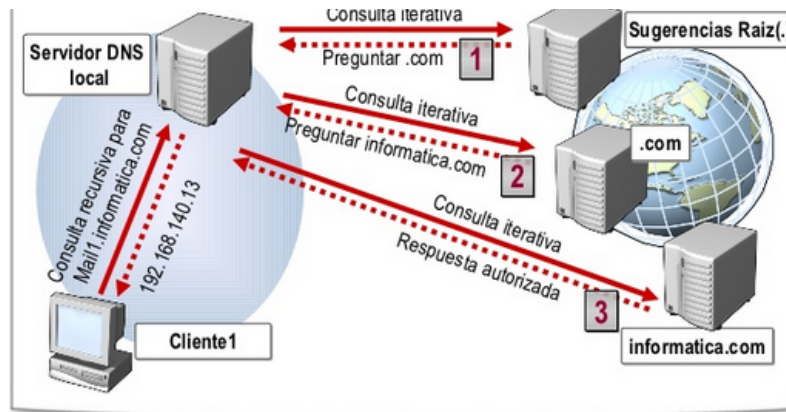 Consulta iterativa
Sugerencias Raiz(.)
Servidor DNS
local
Preguntar .com
1
Consulta iterativa
Preguntar informatica.com
2
.com
Consulta recursiva para
Mail1.informatica.com
192.168.140.13
Consulta iterativa
Respuesta autorizada
3
Cliente1
informatica.com